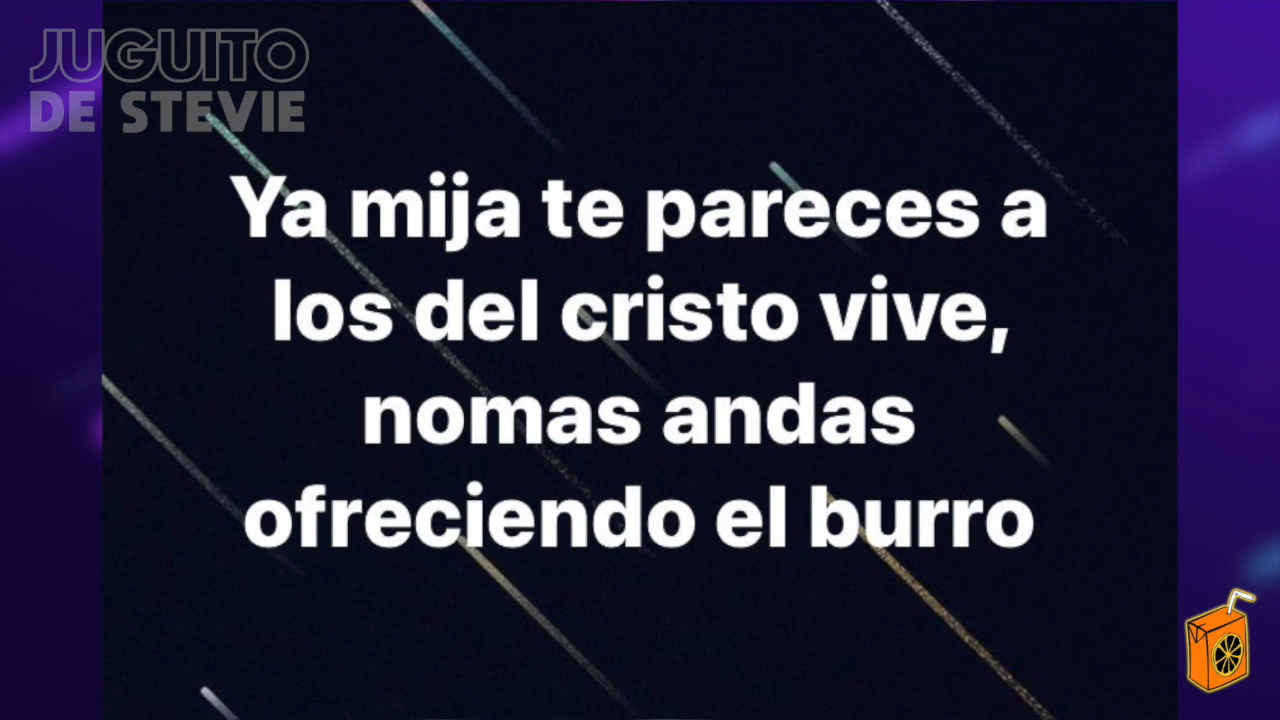 JUGUITO
DE STEVIE
Ya mija te pareces a
los del cristo vive,
nomas andas
ofreciendo el burro